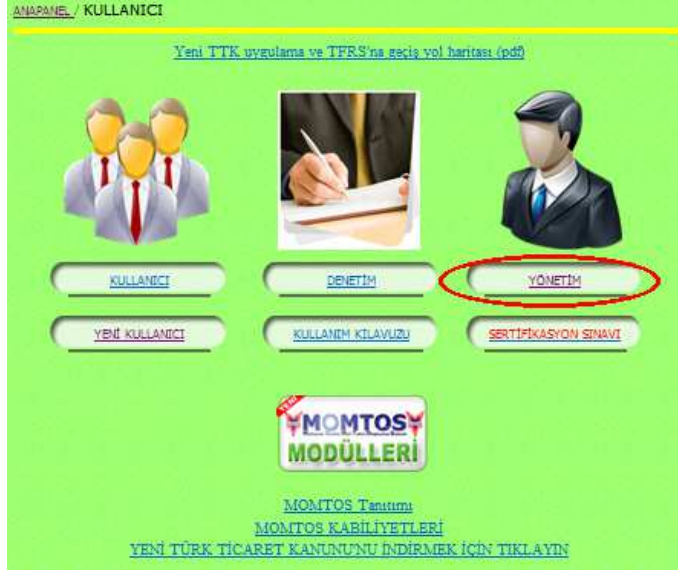 ANAPANEL / KULLANICI
Yeni TTK uygulama ve TFRS'na geçiş yol haritası (pdf)
KULLANICI
DENETİM
YÖNETİM
YENİ KULLANICI
KULLANIM KILAVUZU
SERTİFİKASYON SINAVI
YENİ
MOMTOS
MODÜLLERİ
MOMTOS Tanıtımı
MOMTOS KABİLİYETLERİ
YENİ TÜRK TİCARET KANUNU'NU İNDİRMEK İÇİN TIKLAYIN